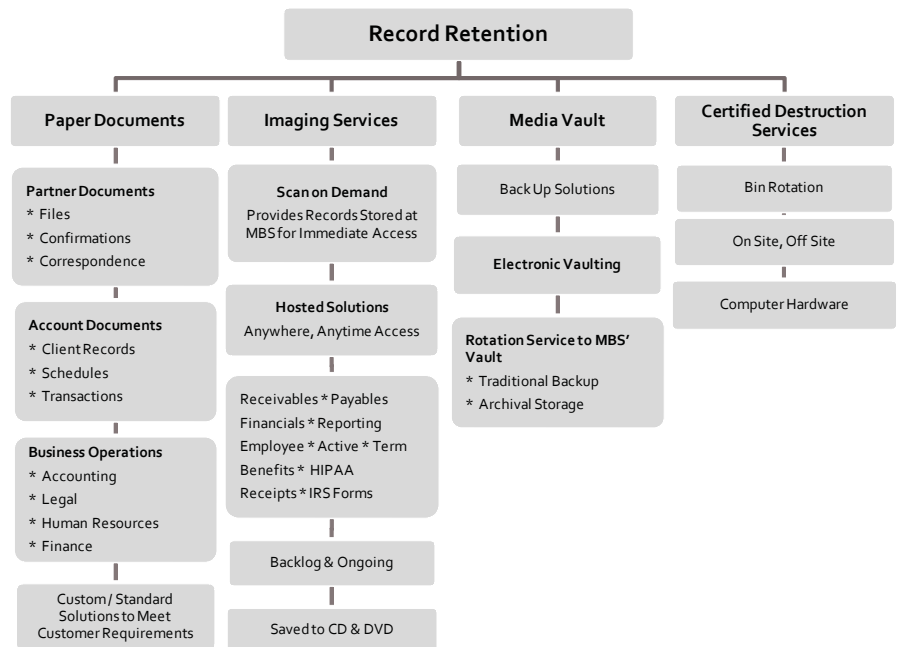 Record Retention
Paper Documents
Partner Documents
* Files
* Confirmations
* Correspondence
Account Documents
* Client Records
* Schedules
* Transactions
Business Operations
* Accounting
* Legal
* Human Resources
* Finance
Custom / Standard
Solutions to Meet
Customer Requirements
Imaging Services
Scan on Demand
Provides Records Stored at
MBS for Immediate Access
Hosted Solutions
Anywhere, Anytime Access
Receivables * Payables
Financials * Reporting
Employee * Active * Term
Benefits * HIPAA
Receipts * IRS Forms
Backlog & Ongoing
Saved to CD & DVD
Media Vault
Back Up Solutions
Electronic Vaulting
Rotation Service to MBS’
Vault
* Traditional Backup
* Archival Storage
Certified Destruction
Services
Bin Rotation
On Site, Off Site
Computer Hardware